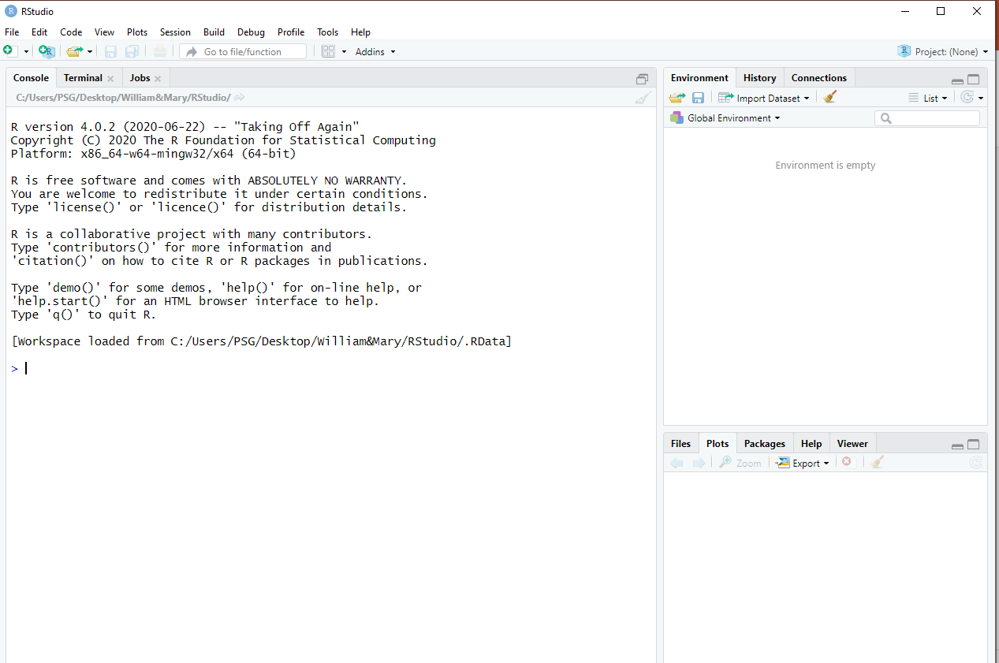 RStudio
File Edit Code View Plots Session Build Debug Profile Tools Help
Go to file/function Addins Project: (None)
Console Terminal Jobs
C:/Users/PSG/Desktop/William&Mary/RStudio/
R version 4.0.2 (2020-06-22) -- "Taking Off Again"
Copyright (C) 2020 The R Foundation for Statistical Computing
Platform: x86_64-w64-mingw32/x64 (64-bit)
R is free software and comes with ABSOLUTELY NO WARRANTY.
You are welcome to redistribute it under certain conditions.
Type 'license()' or 'licence()' for distribution details.
R is a collaborative project with many contributors.
Type 'contributors()' for more information and
'citation()' on how to cite R or R packages in publications.
Type 'demo()' for some demos, 'help()' for on-line help, or
'help.start()' for an HTML browser interface to help.
Type 'q()' to quit R.
[Workspace loaded from C:/Users/PSG/Desktop/William&Mary/RStudio/.RData]
>
Environment History Connections
Import Dataset List
Global Environment
Environment is empty
Files Plots Packages Help Viewer
Zoom Export